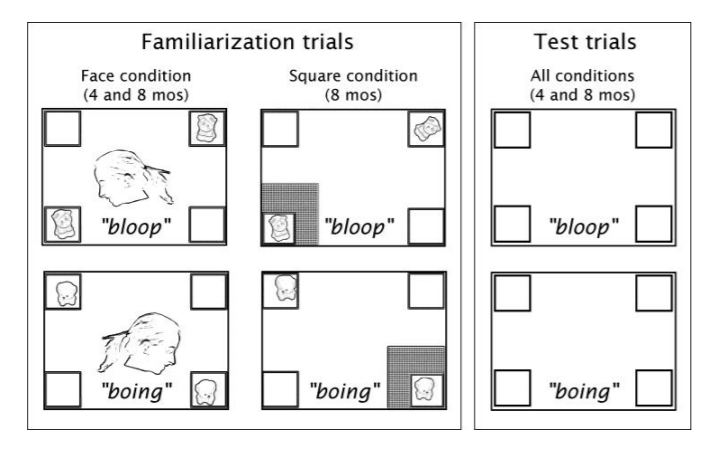 Familiarization trials
Face condition
(4 and 8 mos)
Square condition
(8 mos)
"bloop"
"bloop"
"boing"
"boing"
Test trials
All conditions
(4 and 8 mos)
"bloop"
"boing"